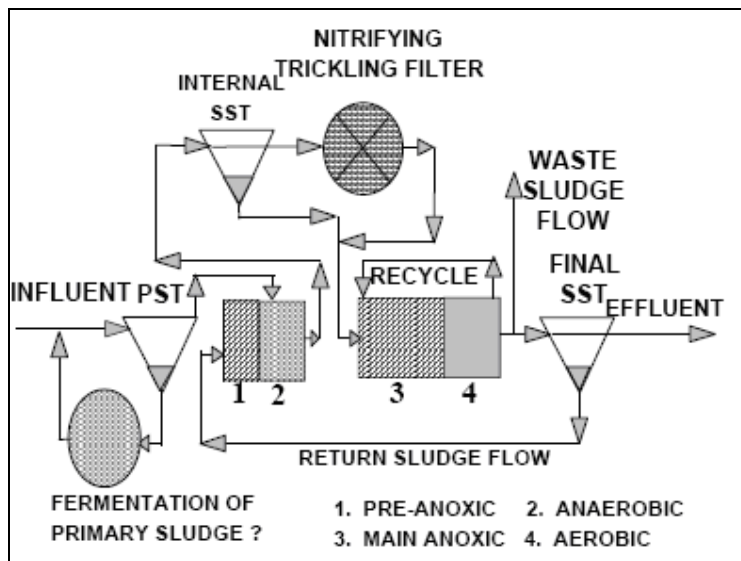 NITRIFYING
TRICKLING FILTER
INTERNAL
SST
WASTE
SLUDGE
FLOW
RECYCLE
FINAL
SST
INFLUENT PST
EFFLUENT
1 2
3 4
RETURN SLUDGE FLOW
FERMENTATION OF
PRIMARY SLUDGE ?
1. PRE-ANOXIC 2. ANAEROBIC
3. MAIN ANOXIC 4. AEROBIC